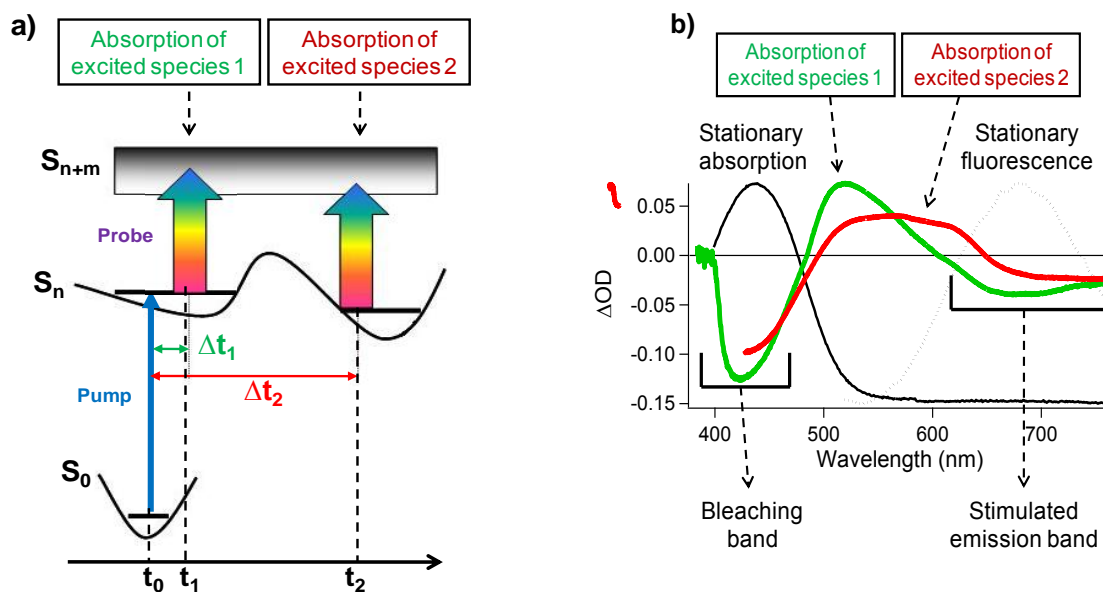 a)
Absorption of
excited species 1
Absorption of
excited species 2
Sn+m
Probe
Sn
Δt1
Δt2
Pump
S0
t0 t1 t2
b)
Absorption of
excited species 1
Absorption of
excited species 2
Stationary
absorption
Stationary
fluorescence
0.05
0.00
-0.05
-0.10
-0.15
ΔOD
400 500 600 700
Wavelength (nm)
Bleaching
band
Stimulated
emission band